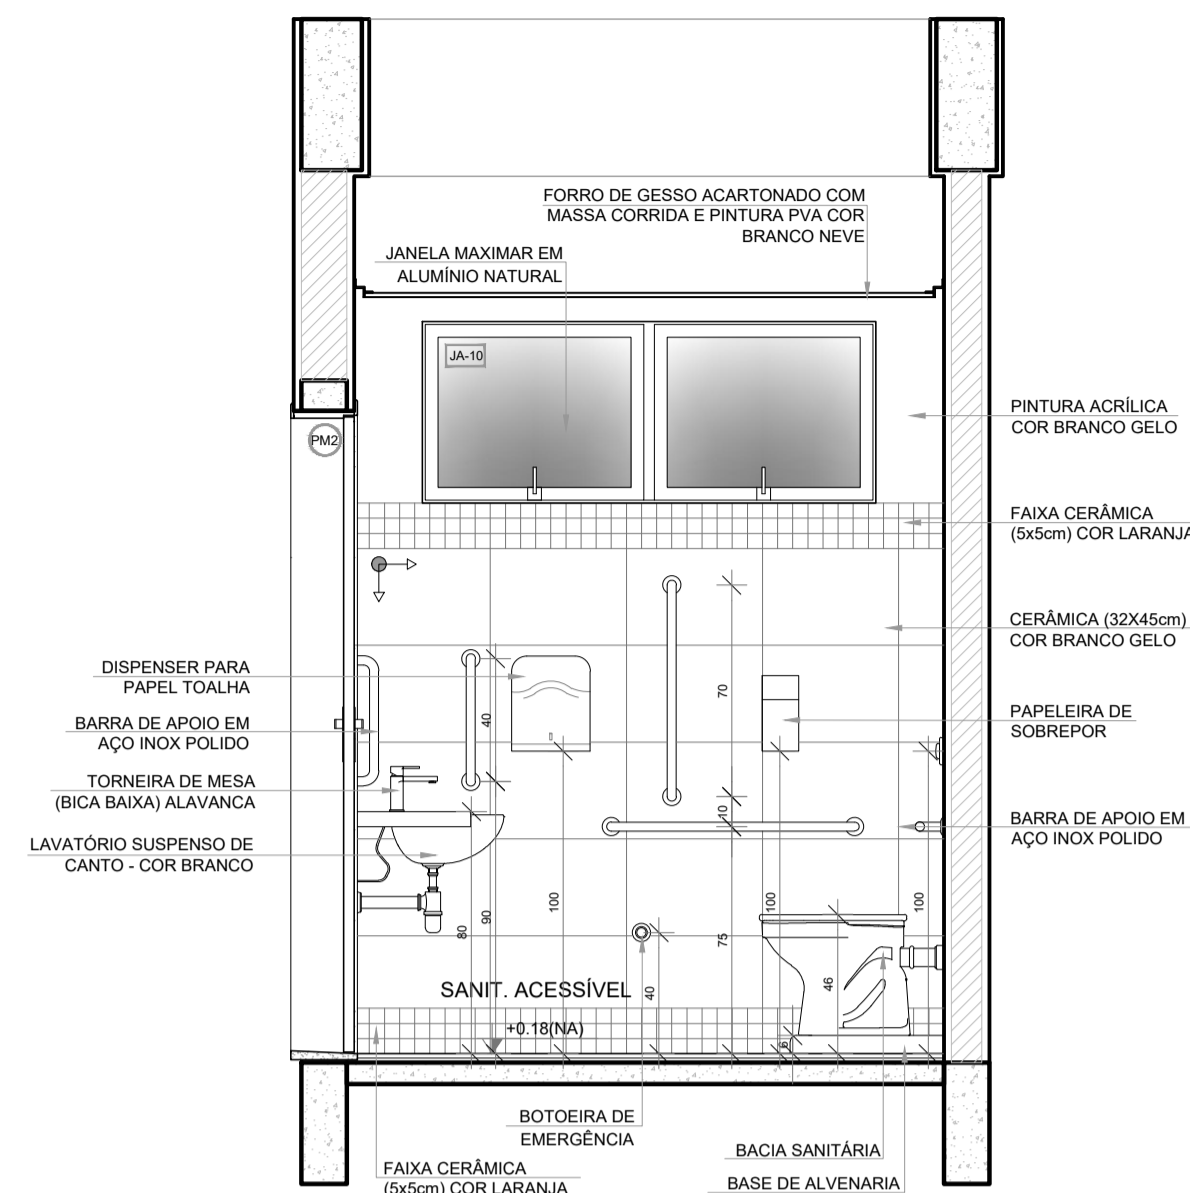 FORRO DE GESSO ACARTONADO COM
MASSA CORRIDA E PINTURA PVA COR
BRANCO NEVE
JANELA MAXIMAR EM
ALUMÍNIO NATURAL
JA-10
PM2
PINTURA ACRÍLICA
COR BRANCO GELO
FAIXA CERÂMICA
(5x5cm) COR LARANJA
CERÂMICA (32X45cm)
COR BRANCO GELO
DISPENSER PARA
PAPEL TOALHA
BARRA DE APOIO EM
AÇO INOX POLIDO
TORNEIRA DE MESA
(BICA BAIXA) ALAVANCA
LAVATÓRIO SUSPENSO DE
CANTO - COR BRANCO
PAPELEIRA DE
SOBREPOR
BARRA DE APOIO EM
AÇO INOX POLIDO
40
70
10
80
90
100
40
75
100
46
100
6
SANIT. ACESSÍVEL
+0.18(NA)
BOTOEIRA DE
EMERGÊNCIA
BACIA SANITÁRIA
BASE DE ALVENARIA
FAIXA CERÂMICA
(5x5cm) COR LARANJA